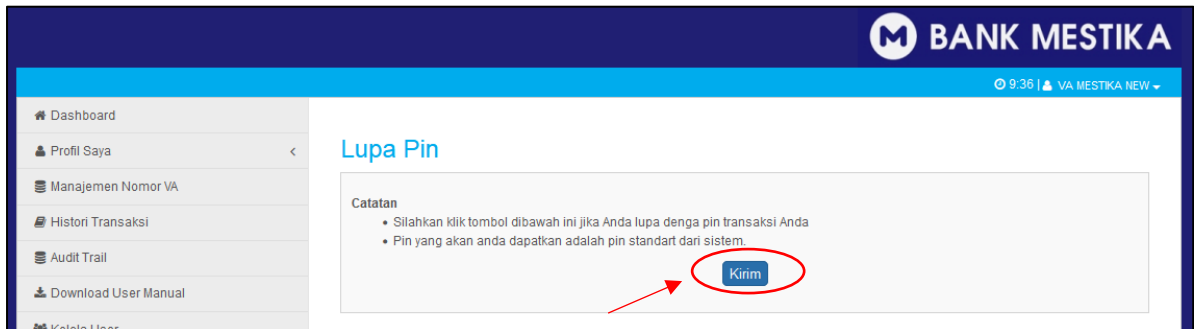 BANK MESTIKA
9:36 | VA MESTIKA NEW
Dashboard
Profil Saya
Manajemen Nomor VA
Histori Transaksi
Audit Trail
Download User Manual
Kelola User
Lupa Pin
Catatan
Silahkan klik tombol dibawah ini jika Anda lupa denga pin transaksi Anda
Pin yang akan anda dapatkan adalah pin standart dari sistem.
Kirim